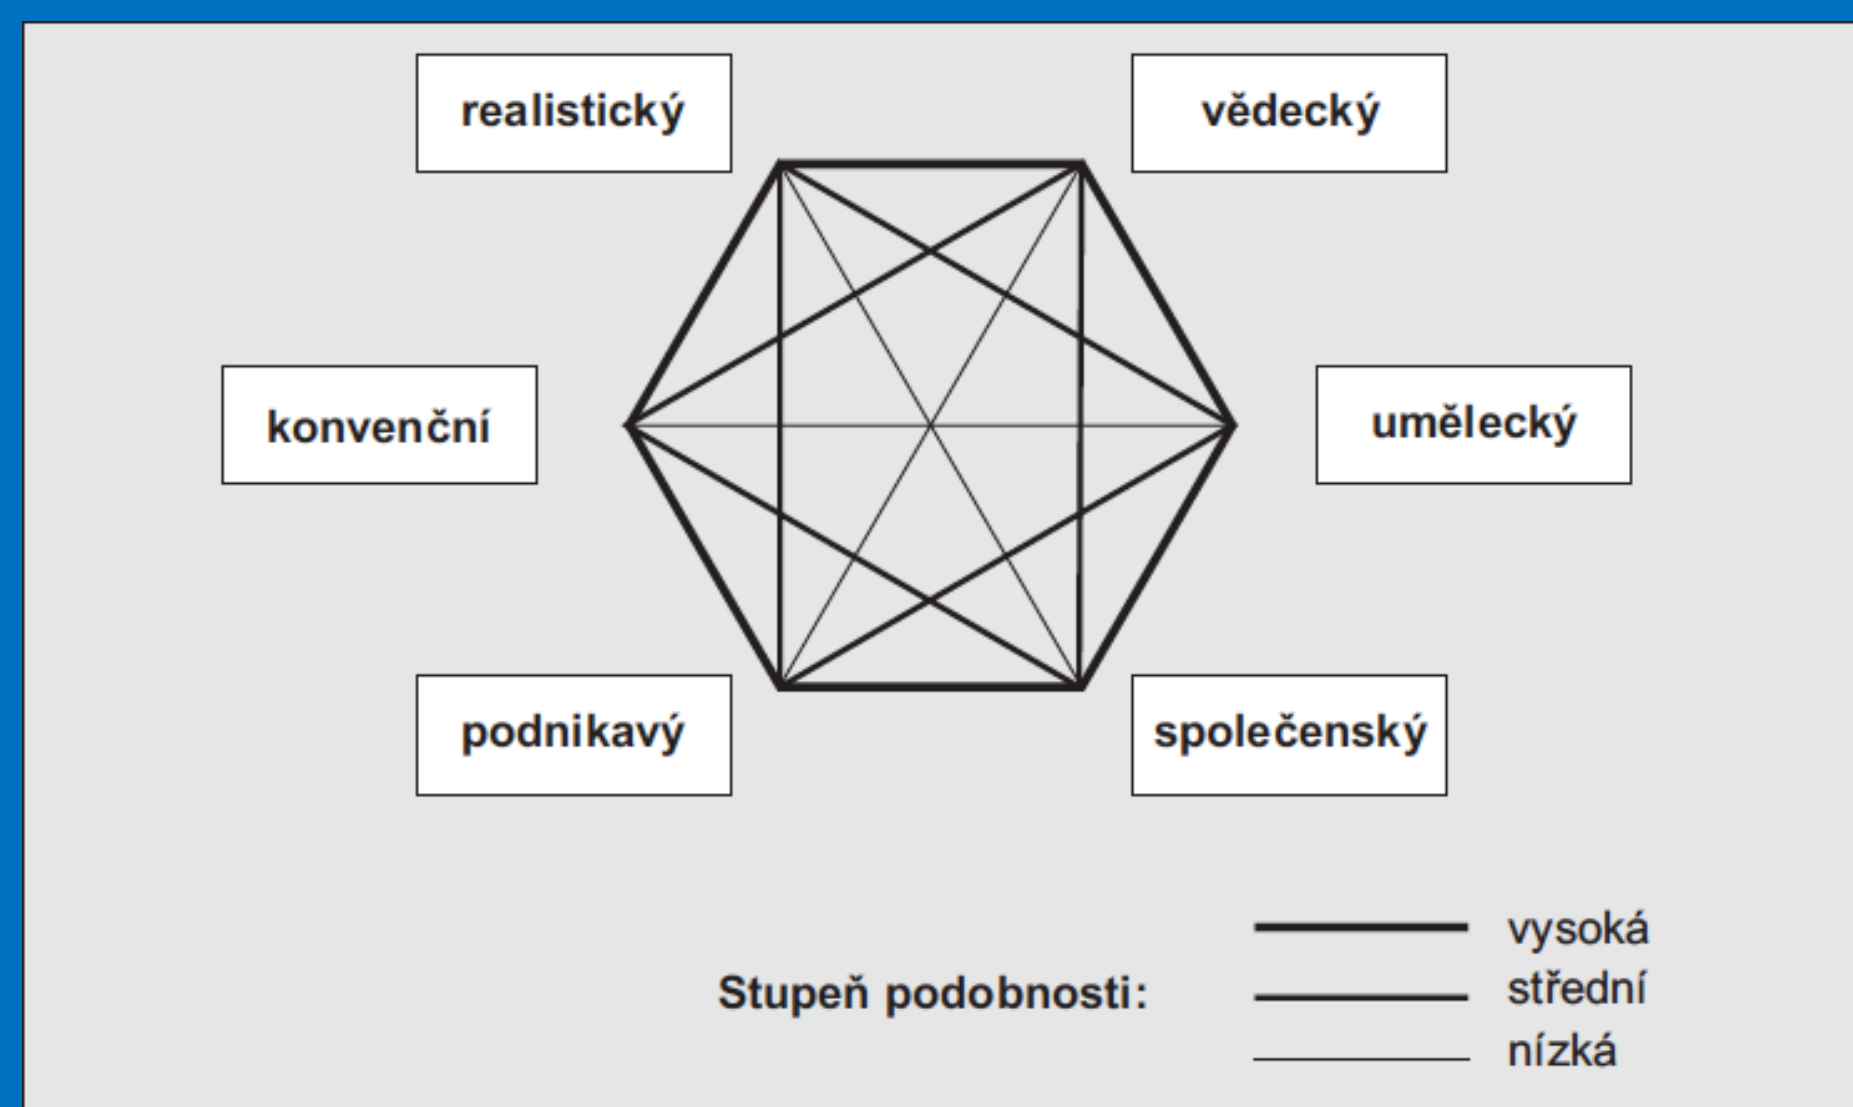 realistický
vědecký
konvenční
umělecký
podnikavý
společenský
Stupeň podobnosti:
vysoká
střední
nízká